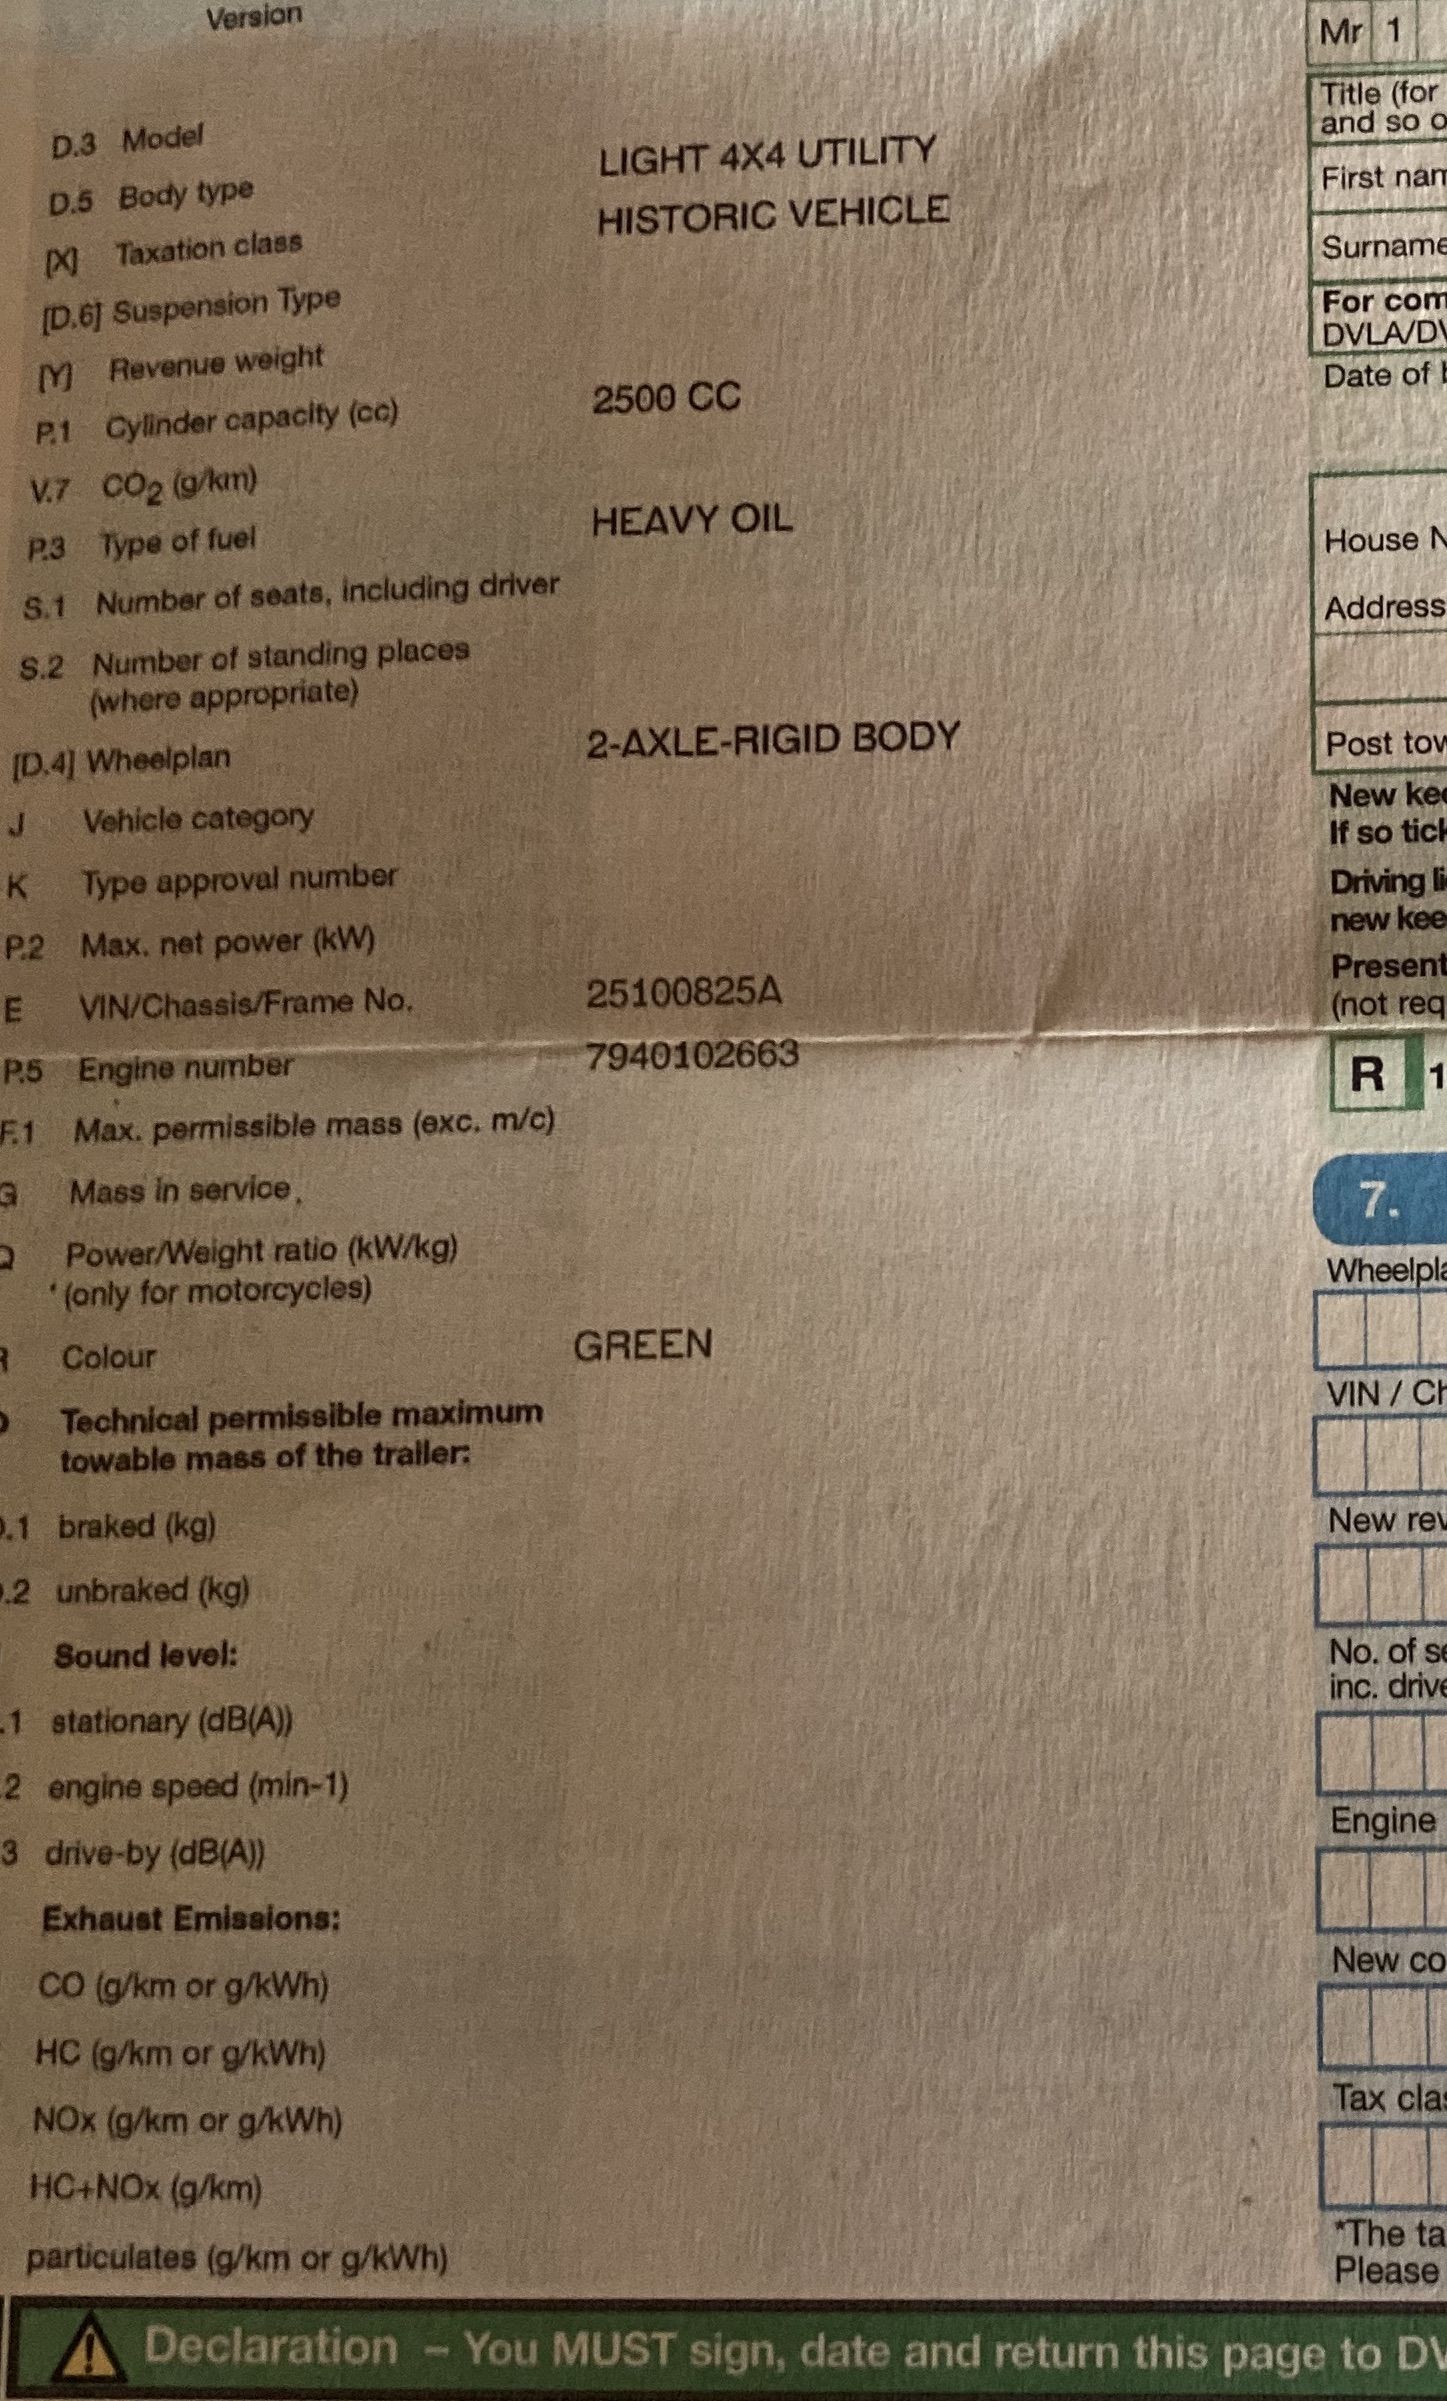 Version
D.3 Model
D.5 Body type LIGHT 4X4 UTILITY
[X] Taxation class HISTORIC VEHICLE
[D.6] Suspension Type
[Y] Revenue weight
P.1 Cylinder capacity (cc) 2500 CC
V.7 CO2 (g/km)
P.3 Type of fuel HEAVY OIL
S.1 Number of seats, including driver
S.2 Number of standing places
(where appropriate)
[D.4] Wheelplan 2-AXLE-RIGID BODY
J Vehicle category
K Type approval number
P.2 Max. net power (kW)
E VIN/Chassis/Frame No. 25100825A
P.5 Engine number 7940102663
F.1 Max. permissible mass (exc. m/c)
G Mass in service
Q Power/Weight ratio (kW/kg)
(only for motorcycles)
R Colour GREEN
Technical permissible maximum
towable mass of the trailer:
.1 braked (kg)
.2 unbraked (kg)
Sound level:
.1 stationary (dB(A))
.2 engine speed (min-1)
3 drive-by (dB(A))
Exhaust Emissions:
CO (g/km or g/kWh)
HC (g/km or g/kWh)
NOx (g/km or g/kWh)
HC+NOx (g/km)
particulates (g/km or g/kWh)
Mr 1
Title (for
and so o
First nam
Surname
For com
DVLA/DV
Date of
House N
Address
Post tow
New kee
If so tick
Driving li
new kee
Present
(not req
R 1
7.
Wheelpla
VIN / Ch
New rev
No. of se
inc. drive
Engine
New co
Tax clas
*The ta
Please
Declaration – You MUST sign, date and return this page to DV